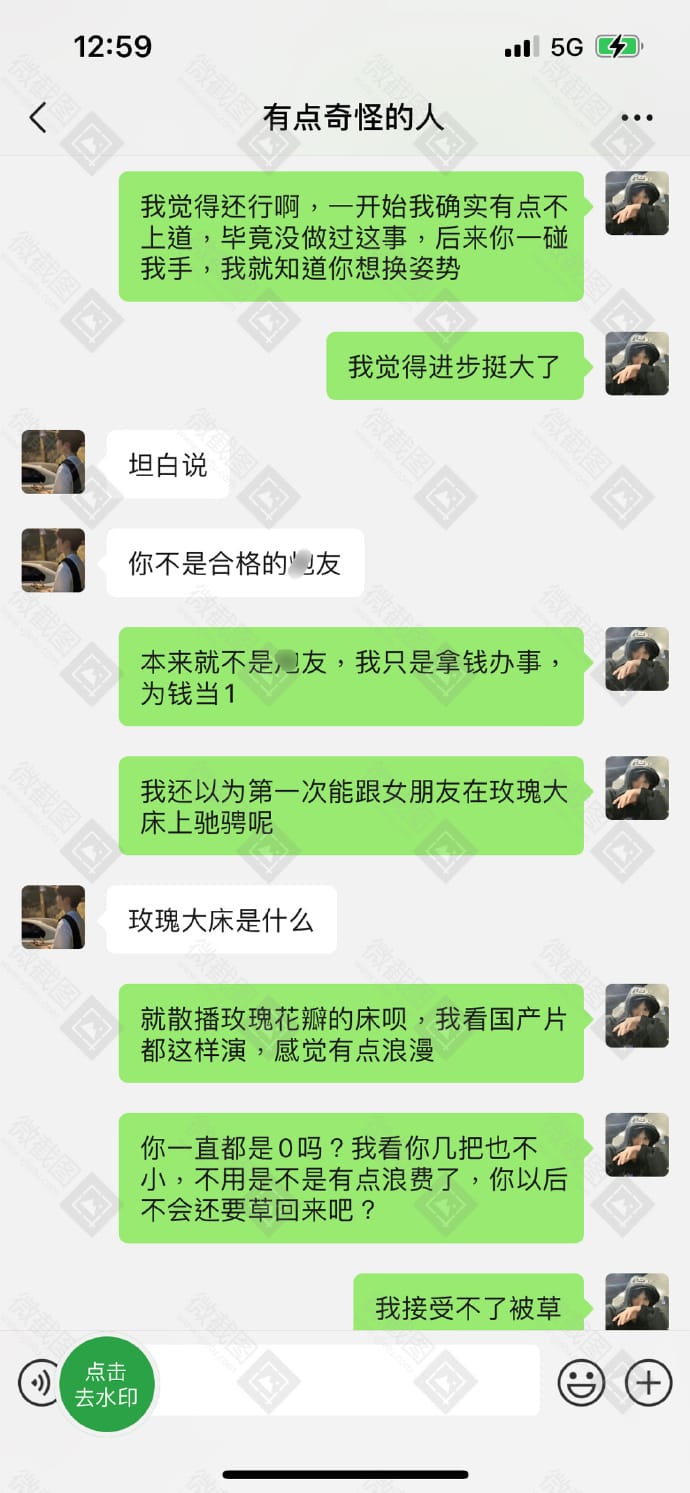 12:59
5G
有点奇怪的人
我觉得还行啊，一开始我确实有点不
上道，毕竟没做过这事，后来你一碰
我手，我就知道你想换姿势
我觉得进步挺大了
坦白说
你不是合格的炮友
本来就不是炮友，我只是拿钱办事，
为钱当1
我还以为第一次能跟女朋友在玫瑰大
床上驰骋呢
玫瑰大床是什么
就散播玫瑰花瓣的床呗，我看国产片
都这样演，感觉有点浪漫
你一直都是0吗？我看你几把也不
小，不用是不是有点浪费了，你以后
不会还要草回来吧？
我接受不了被草
点击
去水印
微截图